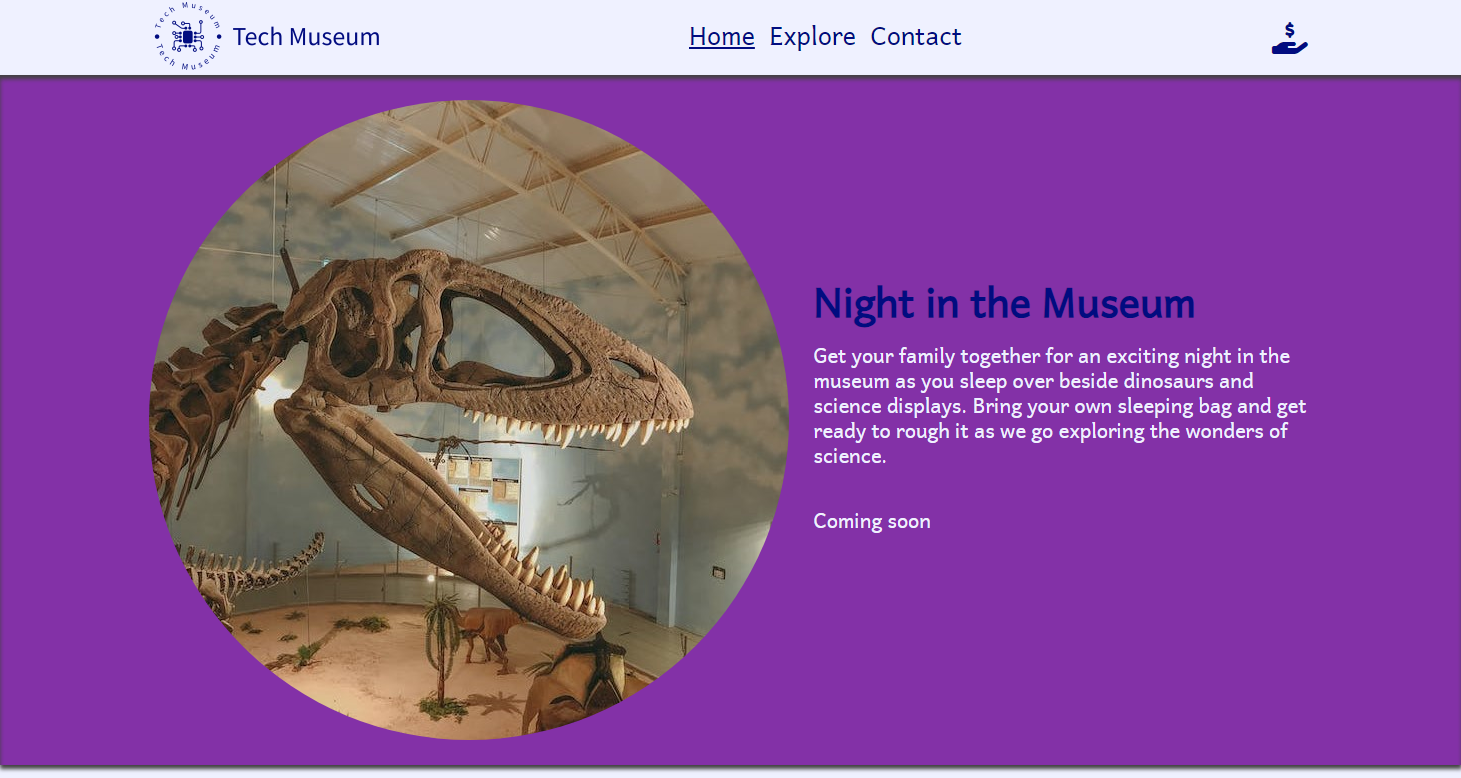 Tech Museum
Tech Museum
Tech Museum
Home Explore Contact
$
Night in the Museum
Get your family together for an exciting night in the
museum as you sleep over beside dinosaurs and
science displays. Bring your own sleeping bag and get
ready to rough it as we go exploring the wonders of
science.
Coming soon